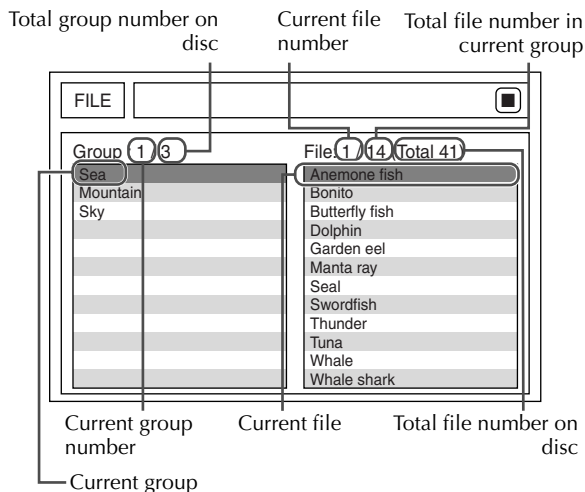 Total group number on
disc
Current file
number
Total file number in
current group
FILE
Group 1 / 3
File: 1 / 14 (Total 41)
Sea
Mountain
Sky
Anemone fish
Bonito
Butterfly fish
Dolphin
Garden eel
Manta ray
Seal
Swordfish
Thunder
Tuna
Whale
Whale shark
Current group
number
Current file
Total file number on
disc
Current group